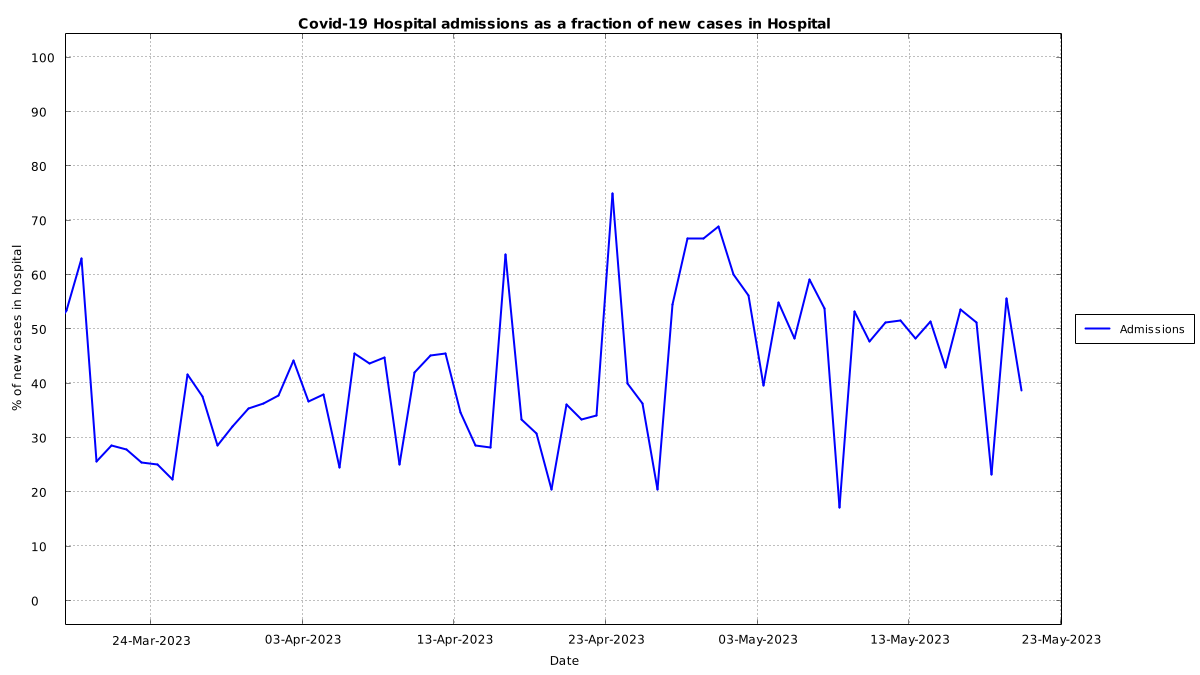 Covid-19 Hospital admissions as a fraction of new cases in Hospital
100
90
80
70
60
50
40
30
20
10
0
% of new cases in hospital
24-Mar-2023
03-Apr-2023
13-Apr-2023
23-Apr-2023
03-May-2023
13-May-2023
23-May-2023
Date
Admissions